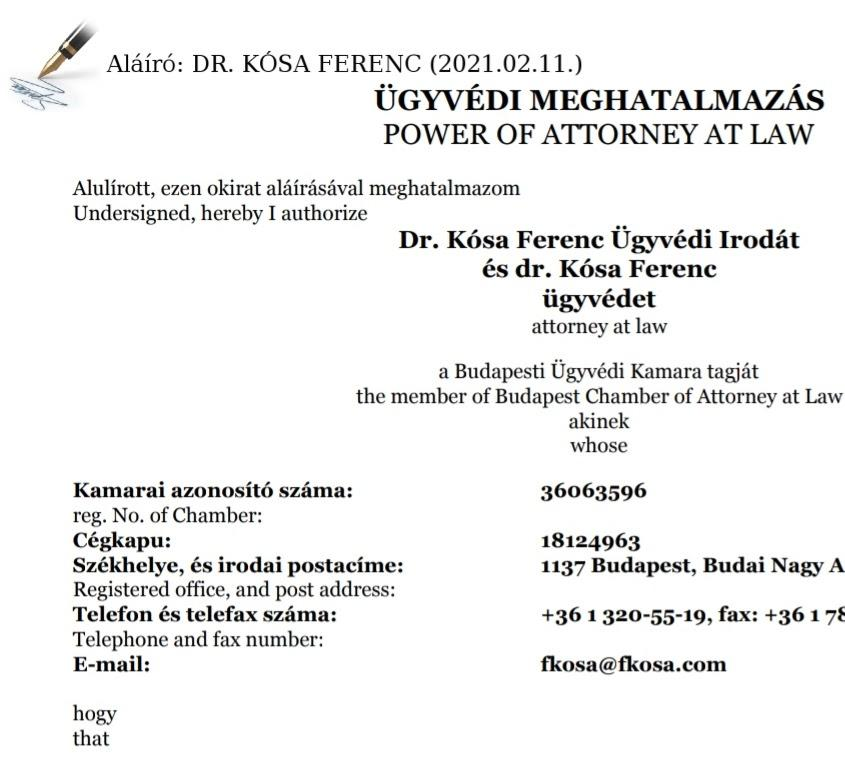 Aláíró: DR. KÓSA FERENC (2021.02.11.)
ÜGYVÉDI MEGHATALMAZÁS
POWER OF ATTORNEY AT LAW
Alulírott, ezen okirat aláírásával meghatalmazom
Undersigned, hereby I authorize
Dr. Kósa Ferenc Ügyvédi Irodát
és dr. Kósa Ferenc
ügyvédet
attorney at law
a Budapesti Ügyvédi Kamara tagját
the member of Budapest Chamber of Attorney at Law
akinek
whose
Kamarai azonosító száma: 36063596
reg. No. of Chamber:
Cégkapu: 18124963
Székhelye, és irodai postacíme: 1137 Budapest, Budai Nagy A
Registered office, and post address:
Telefon és telefax száma: +36 1 320-55-19, fax: +36 1 78
Telephone and fax number:
E-mail: fkosa@fkosa.com
hogy
that